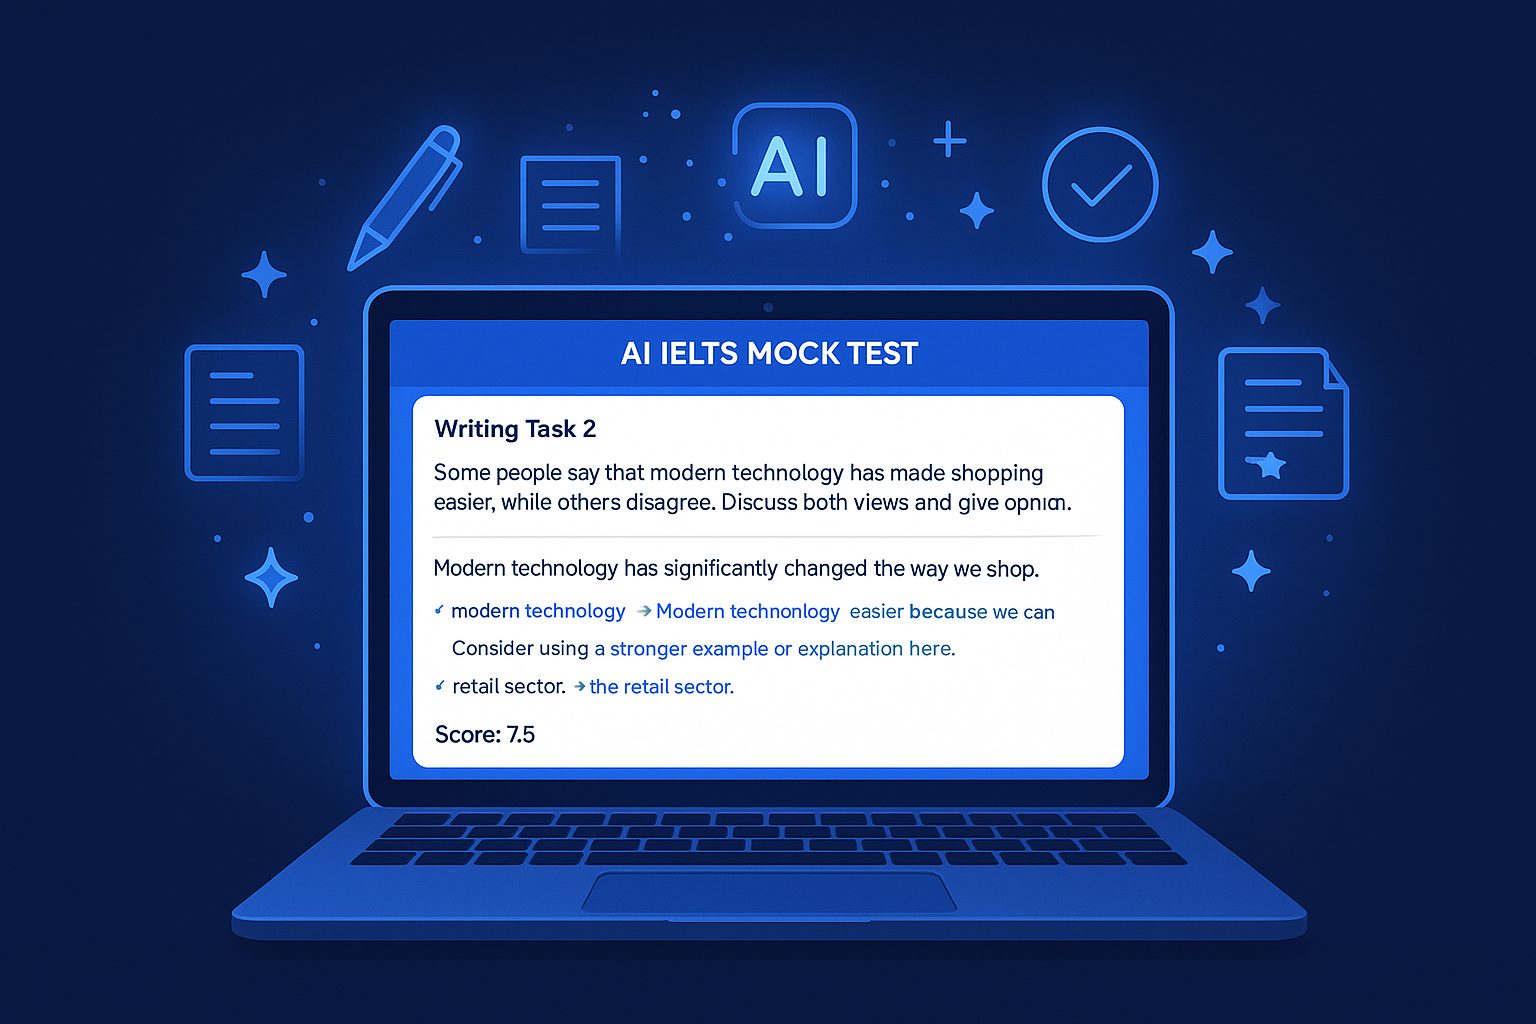 AI
AI IELTS MOCK TEST
Writing Task 2
Some people say that modern technology has made shopping
easier, while others disagree. Discuss both views and give
Modern technology has significantly changed the way we shop.
modern technology → Modern technonlogy easier because we can
Consider using a stronger example or explanation here.
retail sector. → the retail sector.
Score: 7.5